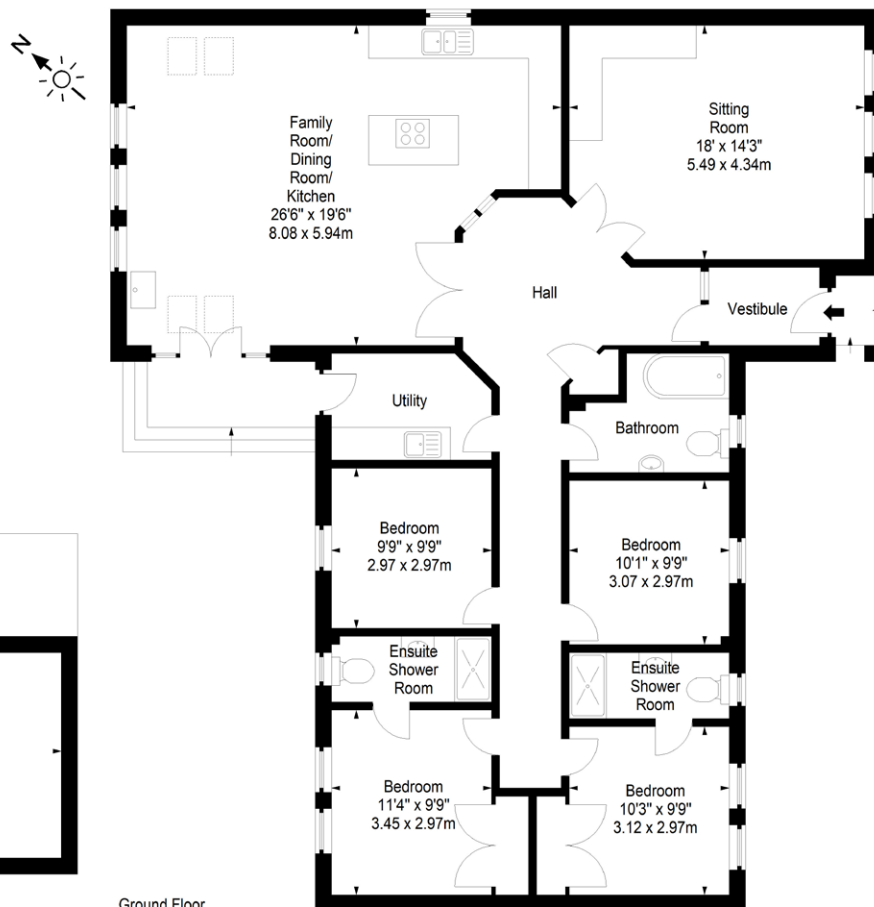 N
Family
Room/
Dining
Room/
Kitchen
26'6" x 19'6"
8.08 x 5.94m
Sitting
Room
18' x 14'3"
5.49 x 4.34m
Hall
Vestibule
Utility
Bathroom
Bedroom
9'9" x 9'9"
2.97 x 2.97m
Bedroom
10'1" x 9'9"
3.07 x 2.97m
Ensuite
Shower
Room
Ensuite
Shower
Room
Bedroom
11'4" x 9'9"
3.45 x 2.97m
Bedroom
10'3" x 9'9"
3.12 x 2.97m
Ground Floor